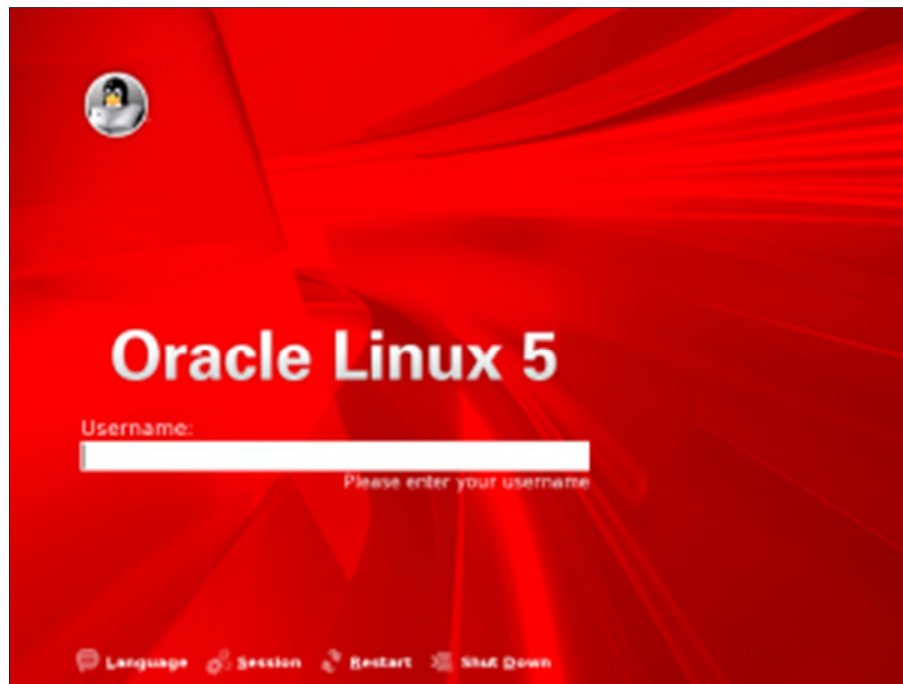 Oracle Linux 5
Username:
Please enter your username
Language Session Restart Shut Down